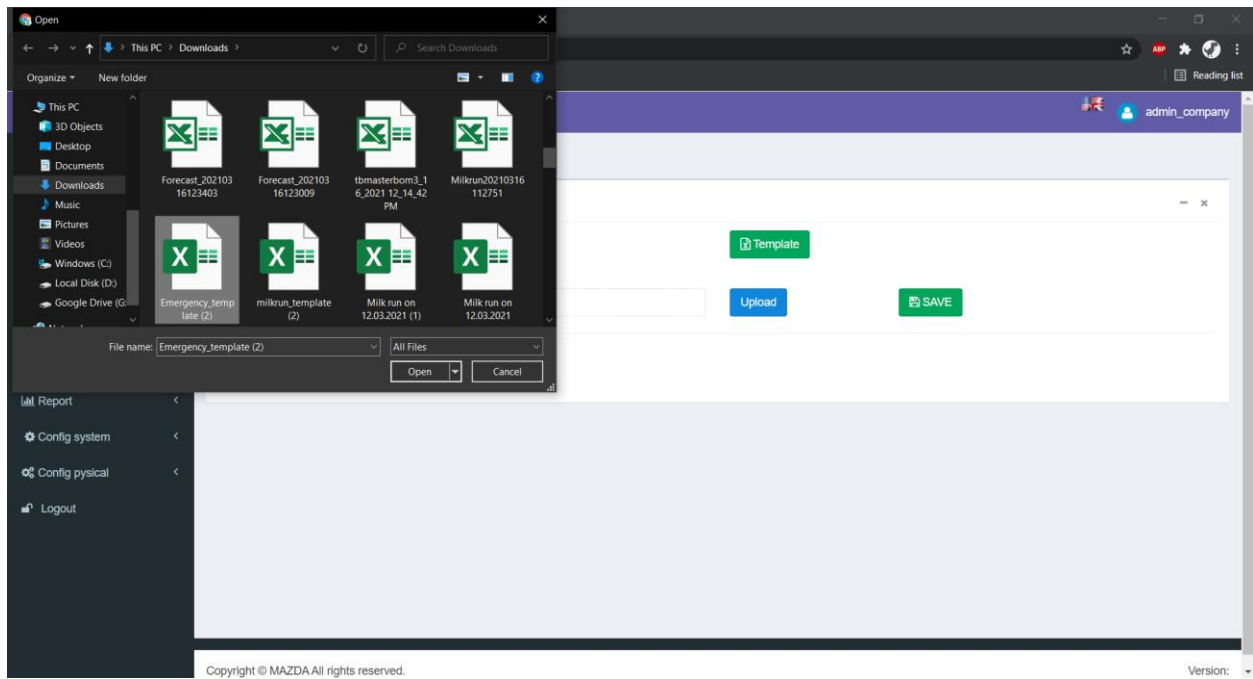 Open
This PC > Downloads >
Search Downloads
Organize
New folder
This PC
3D Objects
Desktop
Documents
Downloads
Music
Pictures
Videos
Windows (C:)
Local Disk (D:)
Google Drive (G:
Forecast_202103
16123403
Forecast_202103
16123009
tbmasterbom3_1
6_2021 12_14_42
PM
Milkrun20210316
112751
Emergency_temp
late (2)
milkrun_template
(2)
Milk run on
12.03.2021 (1)
Milk run on
12.03.2021
File name: Emergency_template (2)
All Files
Open
Cancel
ABP
Reading list
admin_company
Template
Upload
SAVE
Report
Config system
Config pysical
Logout
Copyright © MAZDA All rights reserved.
Version: